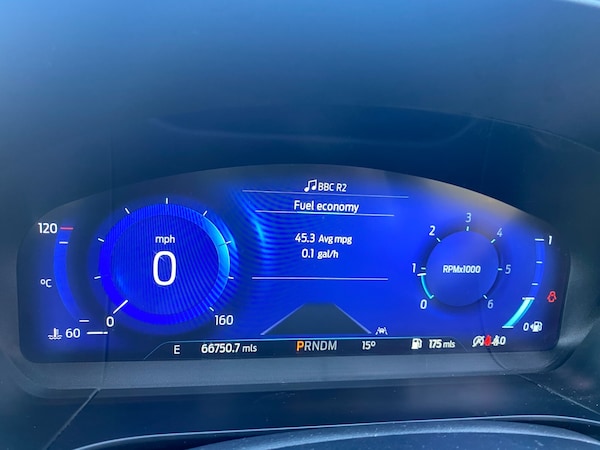 BBC R2
Fuel economy
45.3 Avg mpg
0.1 gal/h
120
°C
60
mph
0
0
160
RPMx1000
0
1
2
3
4
5
6
1
0
E 66750.7 mls PRNDM 15° 175 mls